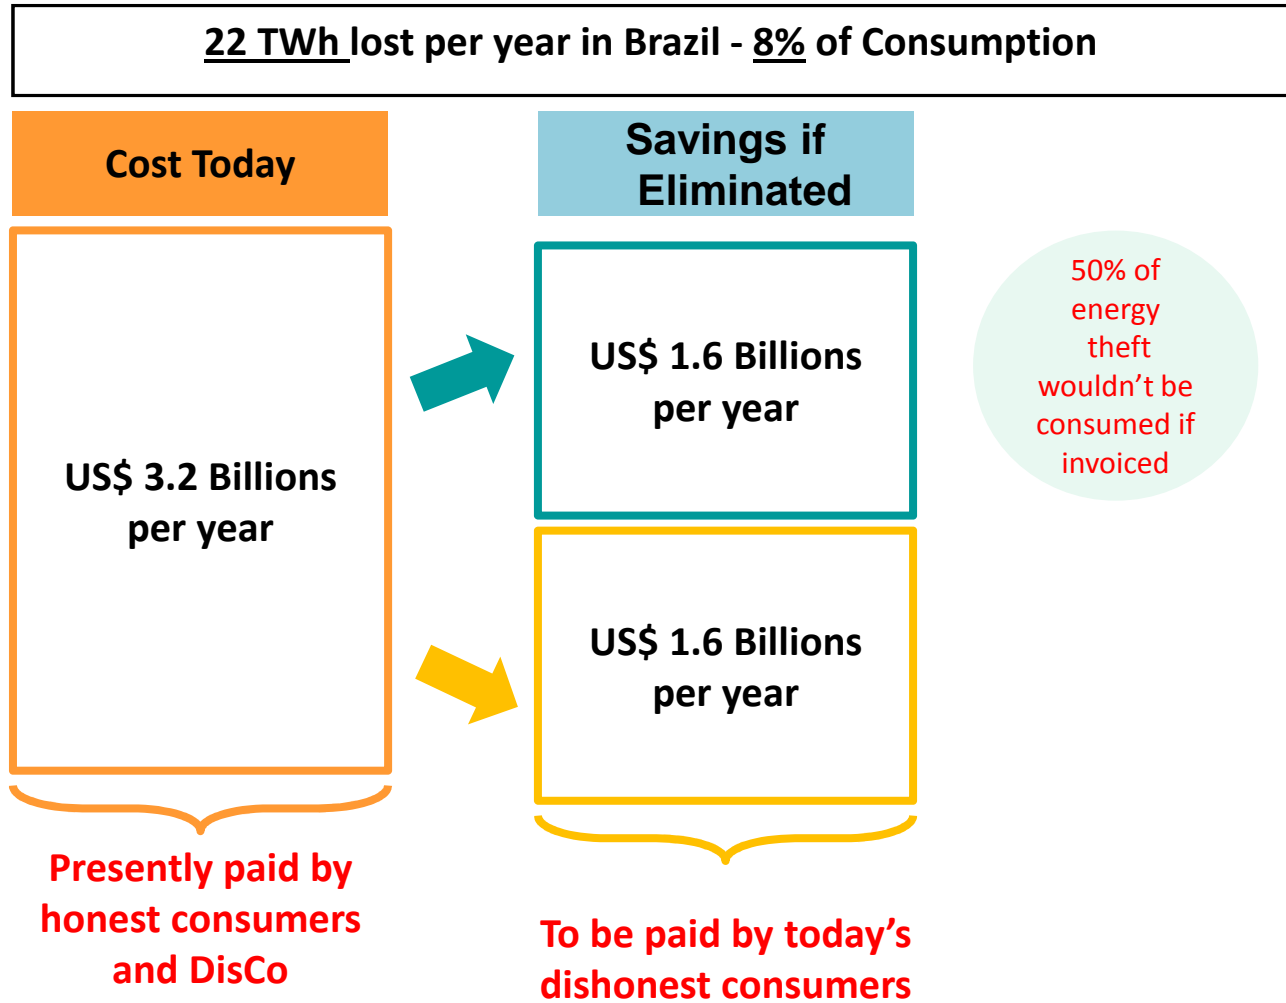 22 TWh lost per year in Brazil - 8% of Consumption
Cost Today
Savings if
Eliminated
US$ 3.2 Billions
per year
US$ 1.6 Billions
per year
50% of
energy
theft
wouldn’t be
consumed if
invoiced
US$ 1.6 Billions
per year
Presently paid by
honest consumers
and DisCo
To be paid by today’s
dishonest consumers